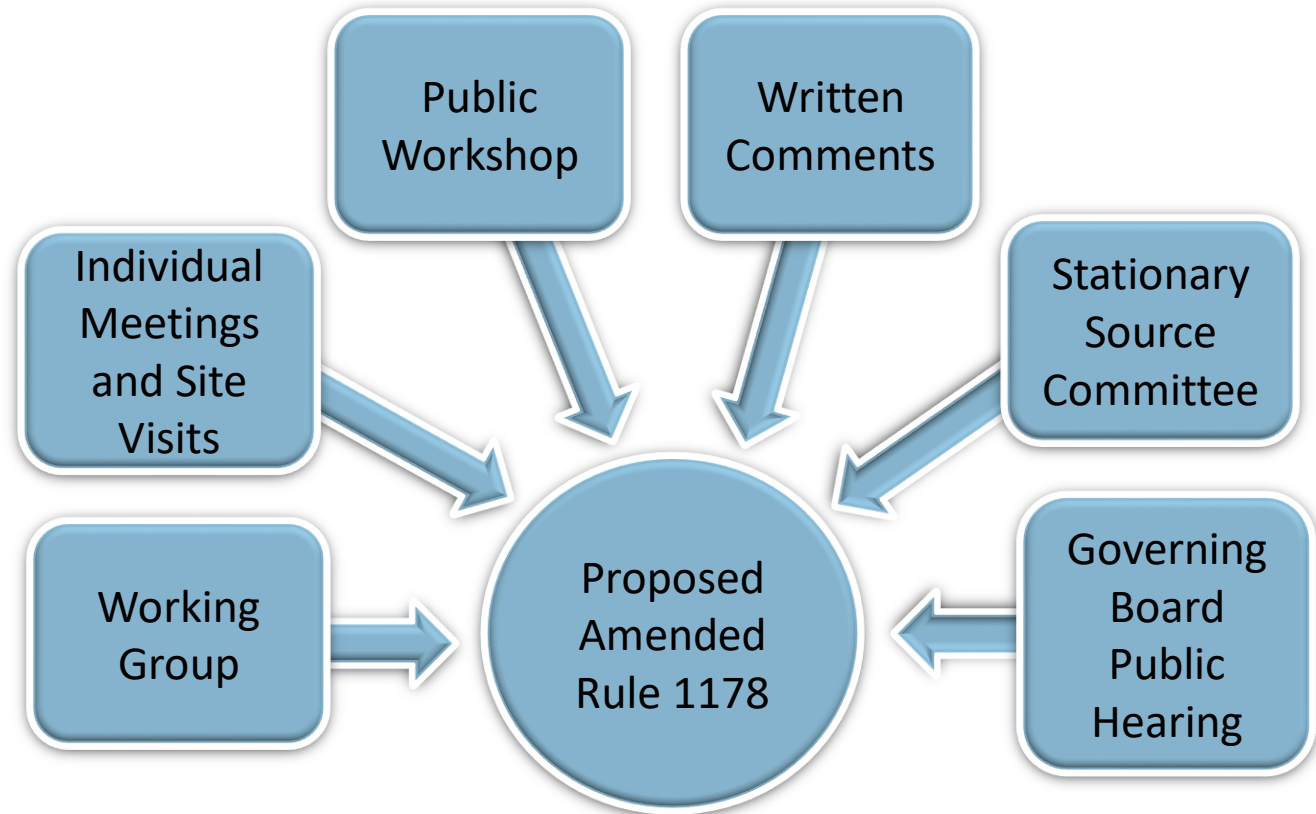 Public
Workshop
Written
Comments
Individual
Meetings
and Site
Visits
Stationary
Source
Committee
Working
Group
Proposed
Amended
Rule 1178
Governing
Board
Public
Hearing